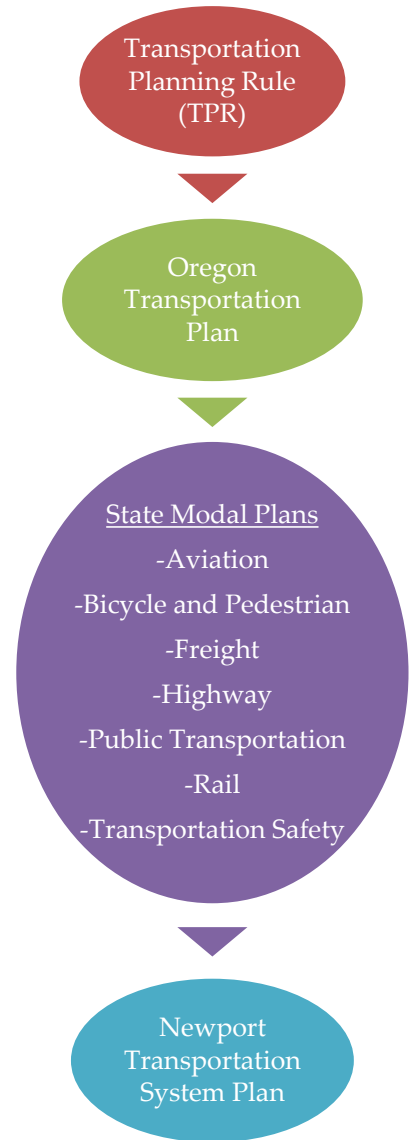 Transportation
Planning Rule
(TPR)
Oregon
Transportation
Plan
State Modal Plans
-Aviation
-Bicycle and Pedestrian
-Freight
-Highway
-Public Transportation
-Rail
-Transportation Safety
Newport
Transportation
System Plan